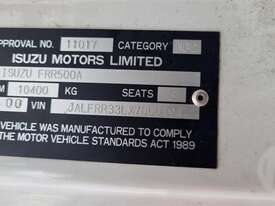 APPROVAL NO. 11017 CATEGORY
ISUZU MOTORS LIMITED
ISUZU FRR500A
M 10400 KG SEATS
00 VIN
VEHICLE WAS MANUFACTURED TO COMPLY
THE MOTOR VEHICLE STANDARDS ACT 1989